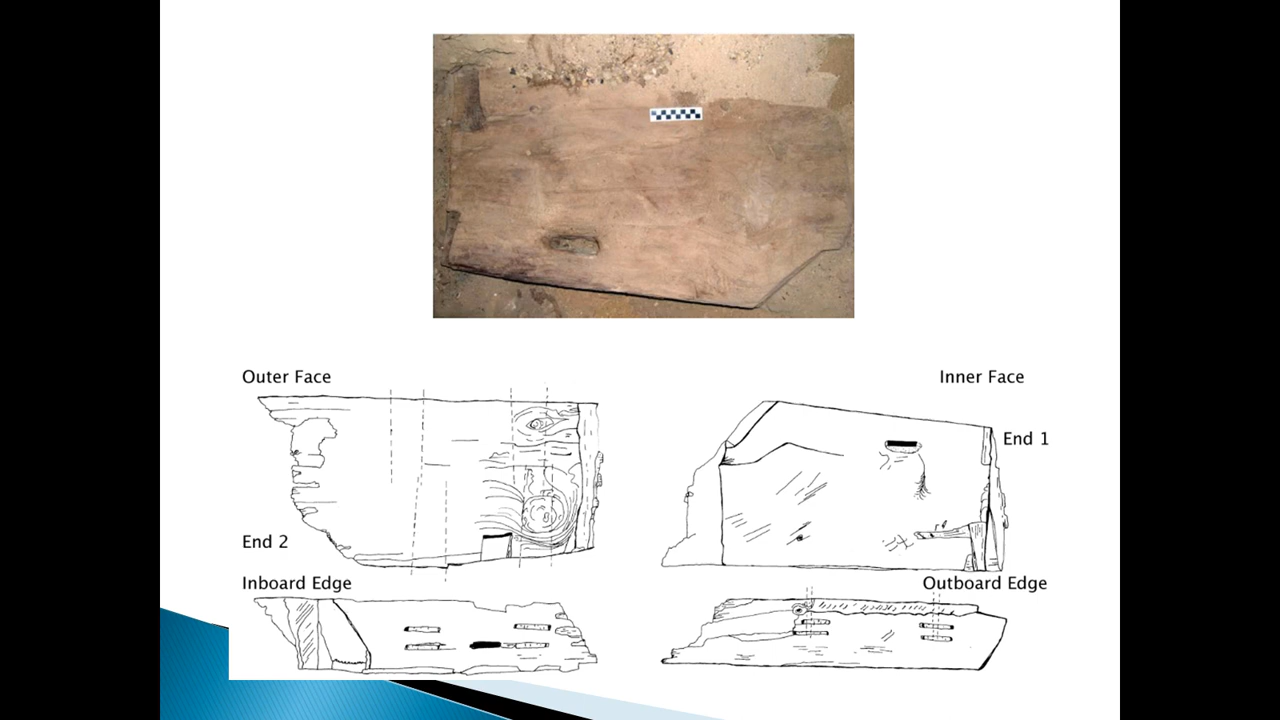 Outer Face
Inner Face
End 1
End 2
Inboard Edge
Outboard Edge